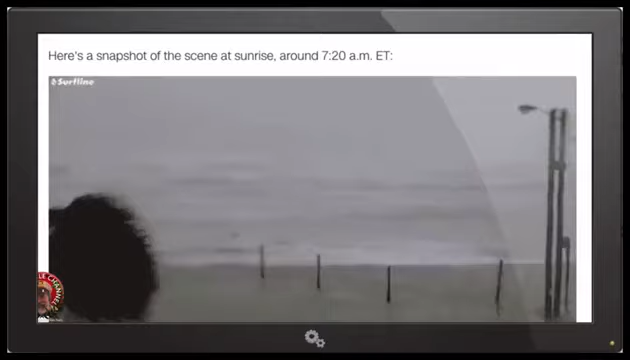 Here's a snapshot of the scene at sunrise, around 7:20 a.m. ET:
Surfline